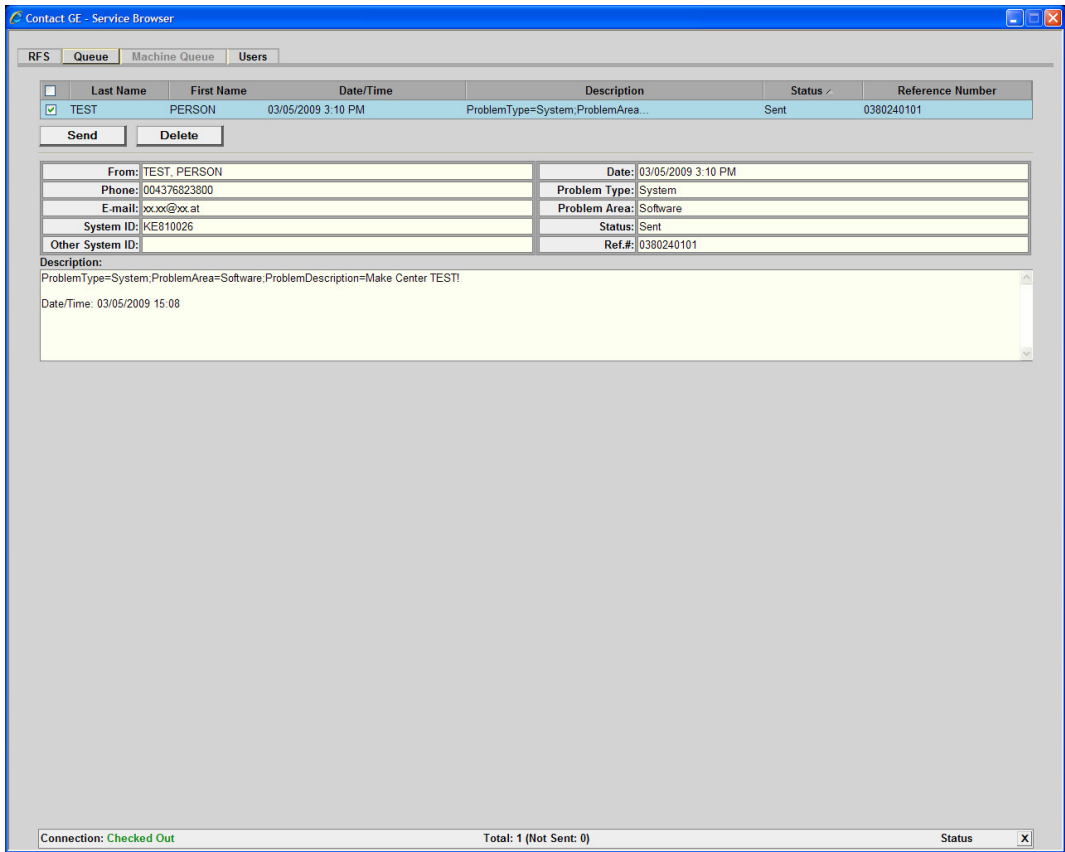 Contact GE - Service Browser
RFS Queue Machine Queue Users
Last Name First Name Date/Time Description Status Reference Number
TEST PERSON 03/05/2009 3:10 PM ProblemType=System;ProblemArea... Sent 0380240101
Send Delete
From: TEST, PERSON Date: 03/05/2009 3:10 PM
Phone: 004376823800 Problem Type: System
E-mail: xx.xx@xx.at Problem Area: Software
System ID: KE810026 Status: Sent
Other System ID: Ref.#: 0380240101
Description:
ProblemType=System;ProblemArea=Software;ProblemDescription=Make Center TEST!
Date/Time: 03/05/2009 15:08
Connection: Checked Out Total: 1 (Not Sent: 0) Status X